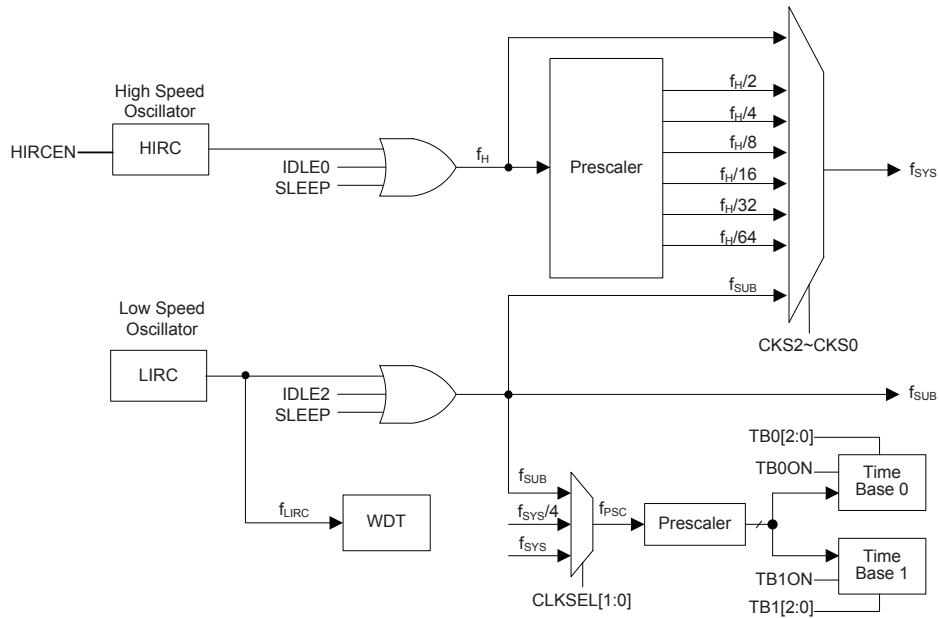 High Speed
Oscillator
HIRCEN
HIRC
IDLE0
SLEEP
fH
Prescaler
fH/2
fH/4
fH/8
fH/16
fH/32
fH/64
fSUB
fSYS
CKS2~CKS0
Low Speed
Oscillator
LIRC
IDLE2
SLEEP
fSUB
fLIRC
WDT
fSUB
fSYS/4
fSYS
CLKSEL[1:0]
fPSC
Prescaler
TB0[2:0]
TB0ON
Time
Base 0
Time
Base 1
TB1ON
TB1[2:0]